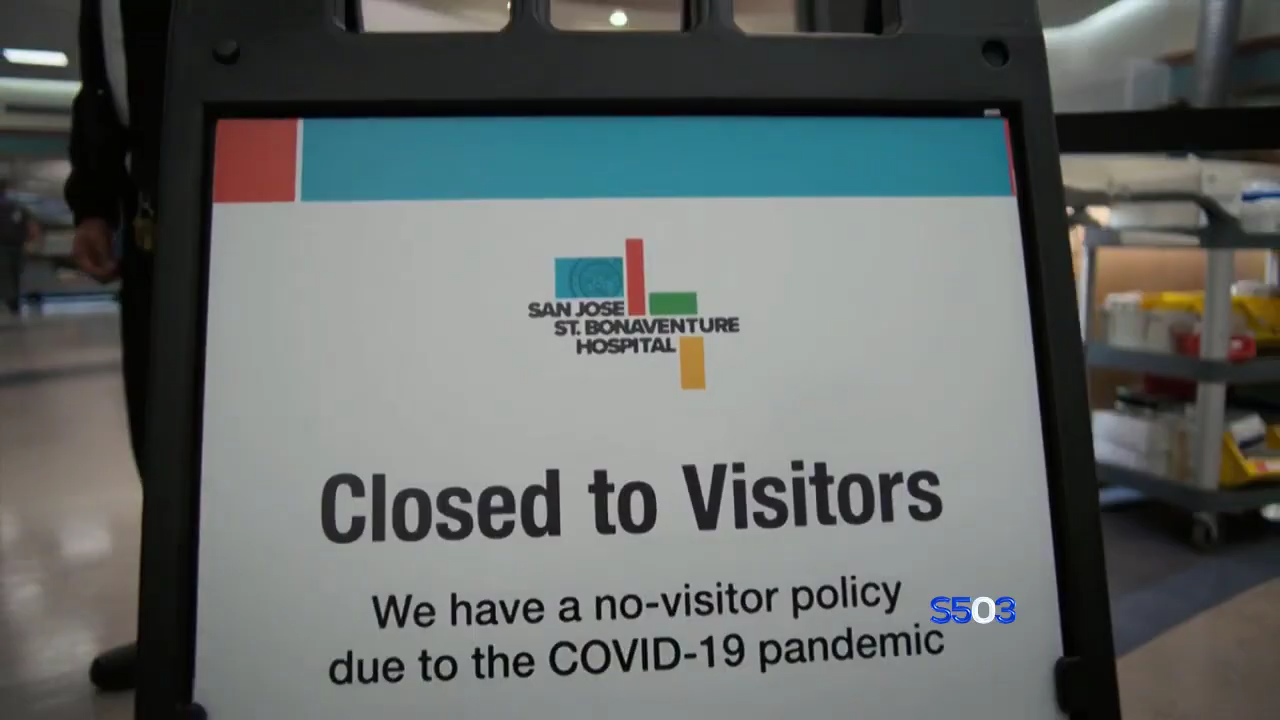 SAN JOSE
ST. BONAVENTURE
HOSPITAL
Closed to Visitors
We have a no-visitor policy
due to the COVID-19 pandemic
S503